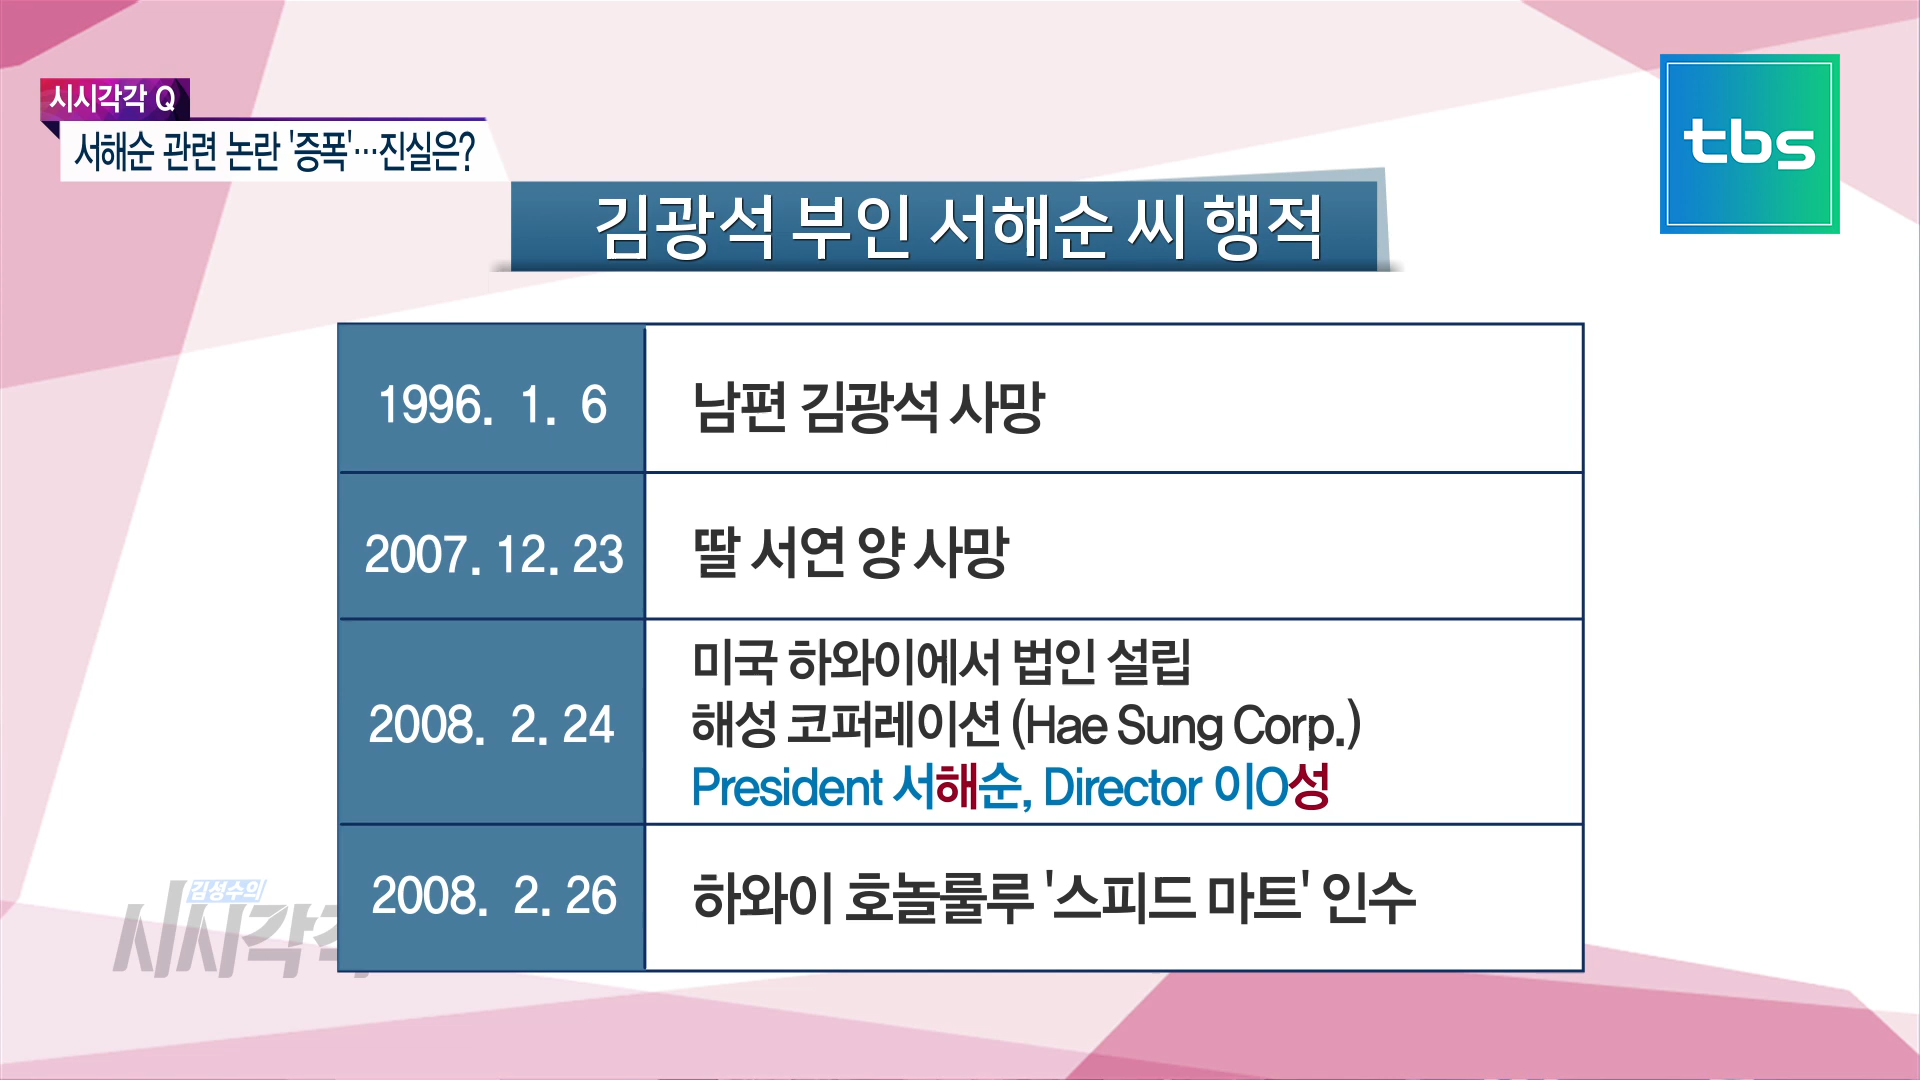 시시각각 Q
서해순 관련 논란 '증폭'…진실은?
tbs
김광석 부인 서해순 씨 행적
1996. 1. 6
남편 김광석 사망
2007. 12. 23
딸 서연 양 사망
2008. 2. 24
미국 하와이에서 법인 설립
해성 코퍼레이션 (Hae Sung Corp.)
President 서해순, Director 이O성
2008. 2. 26
하와이 호놀룰루 '스피드 마트' 인수
김성수의
시시각각